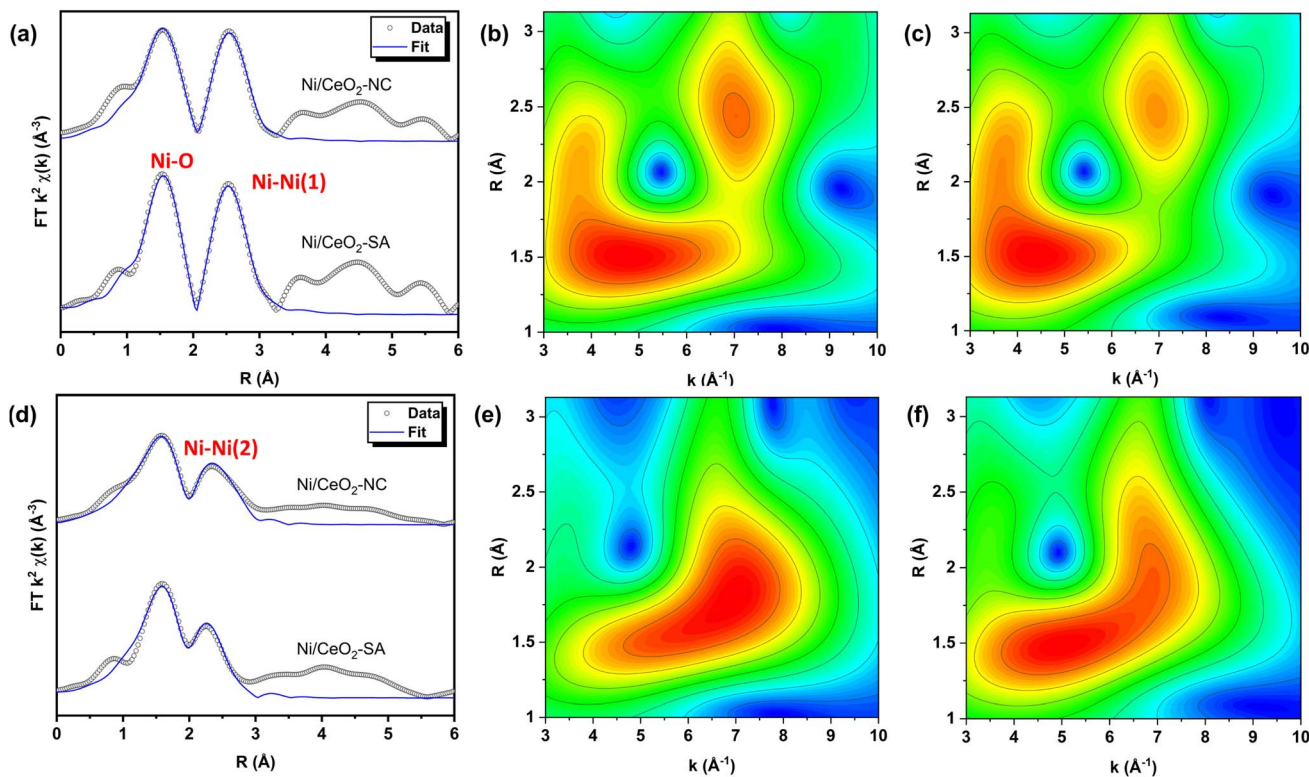 (a)
Data
Fit
Ni/CeO₂-NC
Ni-O
Ni-Ni(1)
Ni/CeO₂-SA
FT k² χ(k) (Å⁻³)
0 1 2 3 4 5 6
R (Å)
(b)
3
2.5
2
1.5
1
R (Å)
3 4 5 6 7 8 9 10
k (Å⁻¹)
(c)
3
2.5
2
1.5
1
R (Å)
3 4 5 6 7 8 9 10
k (Å⁻¹)
(d)
Data
Fit
Ni-Ni(2)
Ni/CeO₂-NC
Ni/CeO₂-SA
FT k² χ(k) (Å⁻³)
0 1 2 3 4 5 6
R (Å)
(e)
3
2.5
2
1.5
1
R (Å)
3 4 5 6 7 8 9 10
k (Å⁻¹)
(f)
3
2.5
2
1.5
1
R (Å)
3 4 5 6 7 8 9 10
k (Å⁻¹)